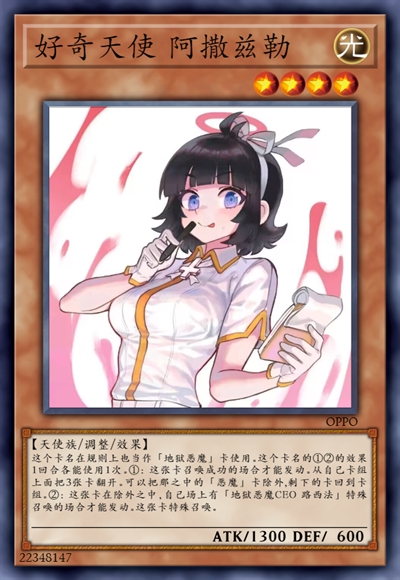 好奇天使 阿撒兹勒
光
OPPO
【天使族/调整/效果】
这个卡名在规则上也当作「地狱恶魔」卡使用。这个卡名的①②的效果
1回合各能使用1次。①：这张卡召唤成功的场合才能发动。从自己卡组
上面把3张卡翻开。可以把那之中的「恶魔」卡除外,剩下的卡回到卡
组。②：这张卡在除外之中,自己场上有「地狱恶魔CEO 路西法」特殊
召唤的场合才能发动。这张卡特殊召唤。
ATK/1300 DEF/ 600
22348147